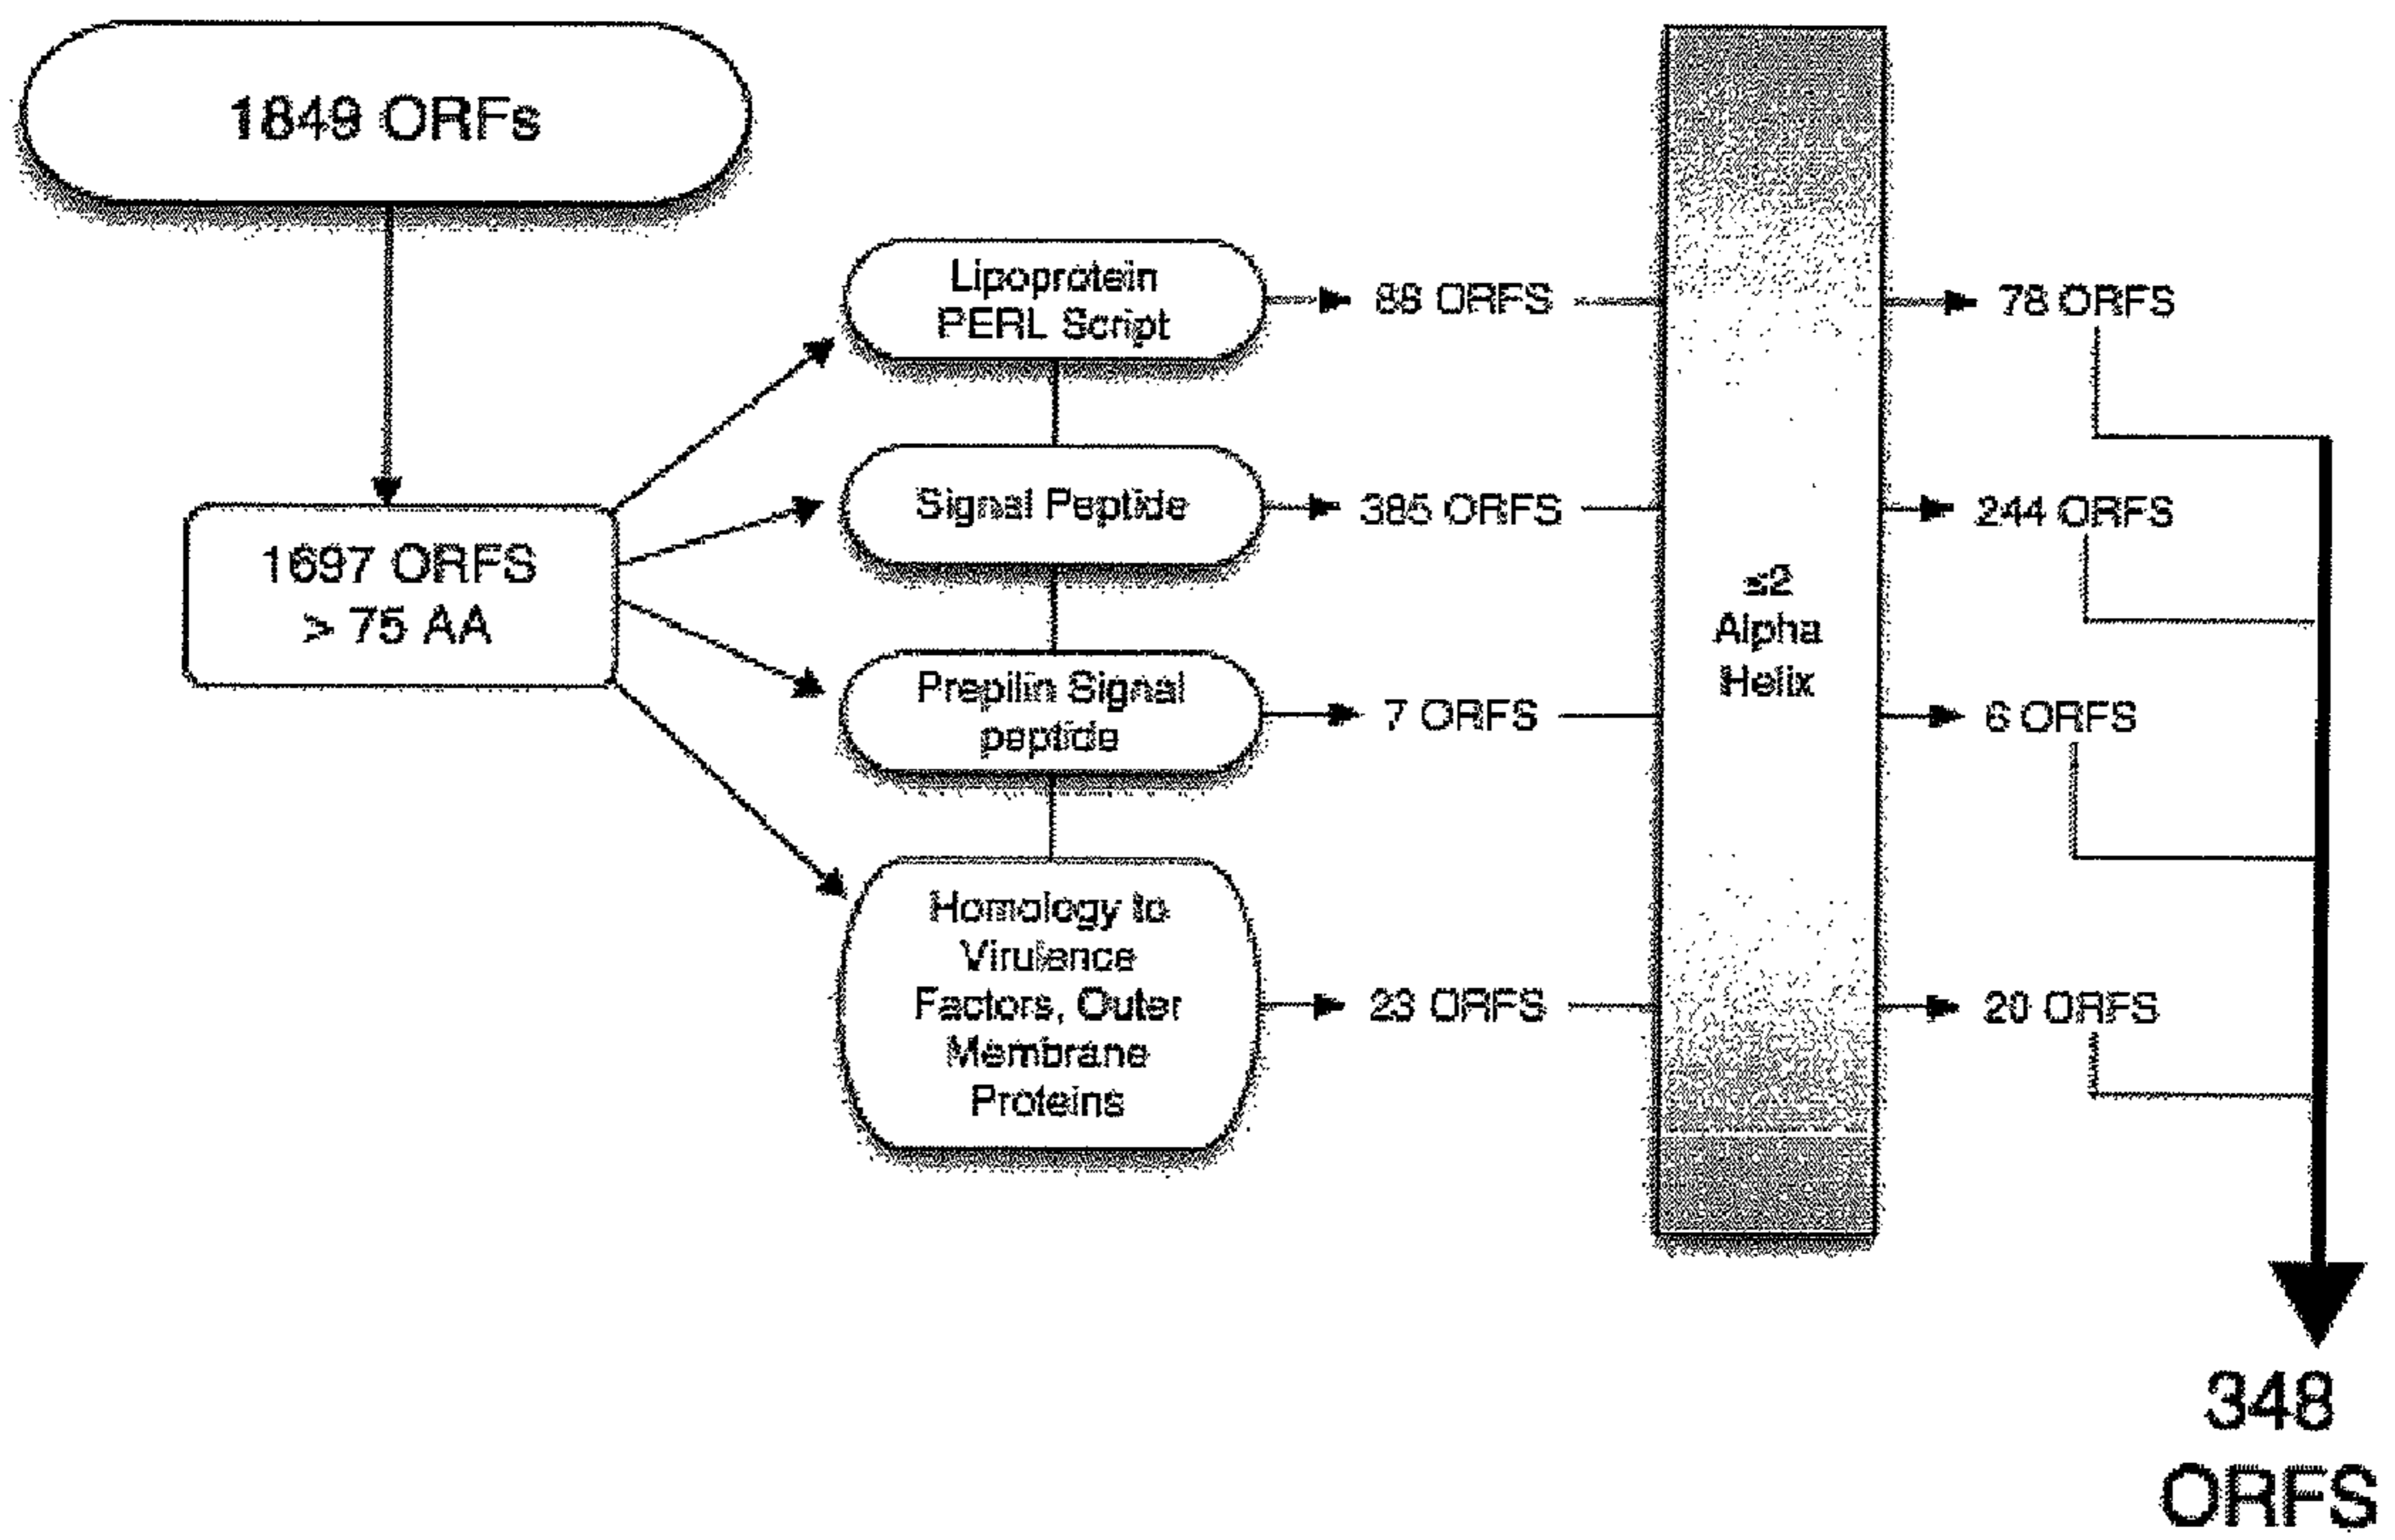 1849 ORFs
1697 ORFS
> 75 AA
Lipoprotein
PERL Script
88 ORFS
78 ORFS
Signal Peptide
385 ORFS
244 ORFS
Prepilin Signal
peptide
7 ORFS
6 ORFS
≤2
Alpha
Helix
Homology to
Virulence
Factors, Outer
Membrane
Proteins
23 ORFS
20 ORFS
348
ORFS